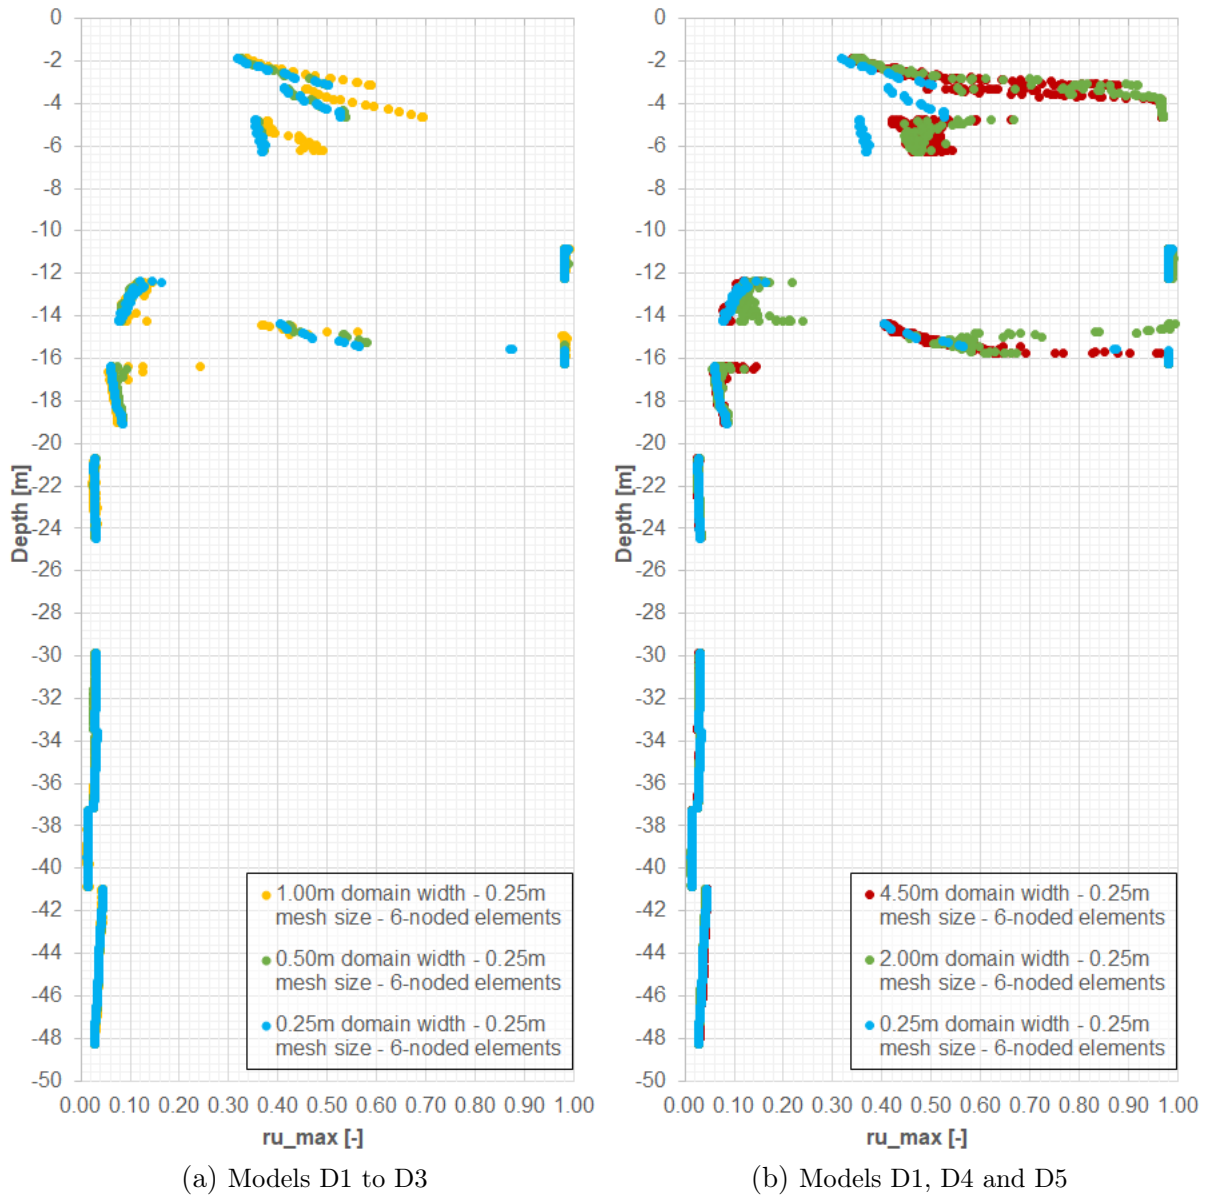 0
-2
-4
-6
-8
-10
-12
-14
-16
-18
-20
-22
-24
-26
-28
-30
-32
-34
-36
-38
-40
-42
-44
-46
-48
-50
Depth [m]
1.00m domain width - 0.25m
mesh size - 6-noded elements
0.50m domain width - 0.25m
mesh size - 6-noded elements
0.25m domain width - 0.25m
mesh size - 6-noded elements
0.00 0.10 0.20 0.30 0.40 0.50 0.60 0.70 0.80 0.90 1.00
ru_max [-]
(a) Models D1 to D3
0
-2
-4
-6
-8
-10
-12
-14
-16
-18
-20
-22
-24
-26
-28
-30
-32
-34
-36
-38
-40
-42
-44
-46
-48
-50
Depth [m]
4.50m domain width - 0.25m
mesh size - 6-noded elements
2.00m domain width - 0.25m
mesh size - 6-noded elements
0.25m domain width - 0.25m
mesh size - 6-noded elements
0.00 0.10 0.20 0.30 0.40 0.50 0.60 0.70 0.80 0.90 1.00
ru_max [-]
(b) Models D1, D4 and D5